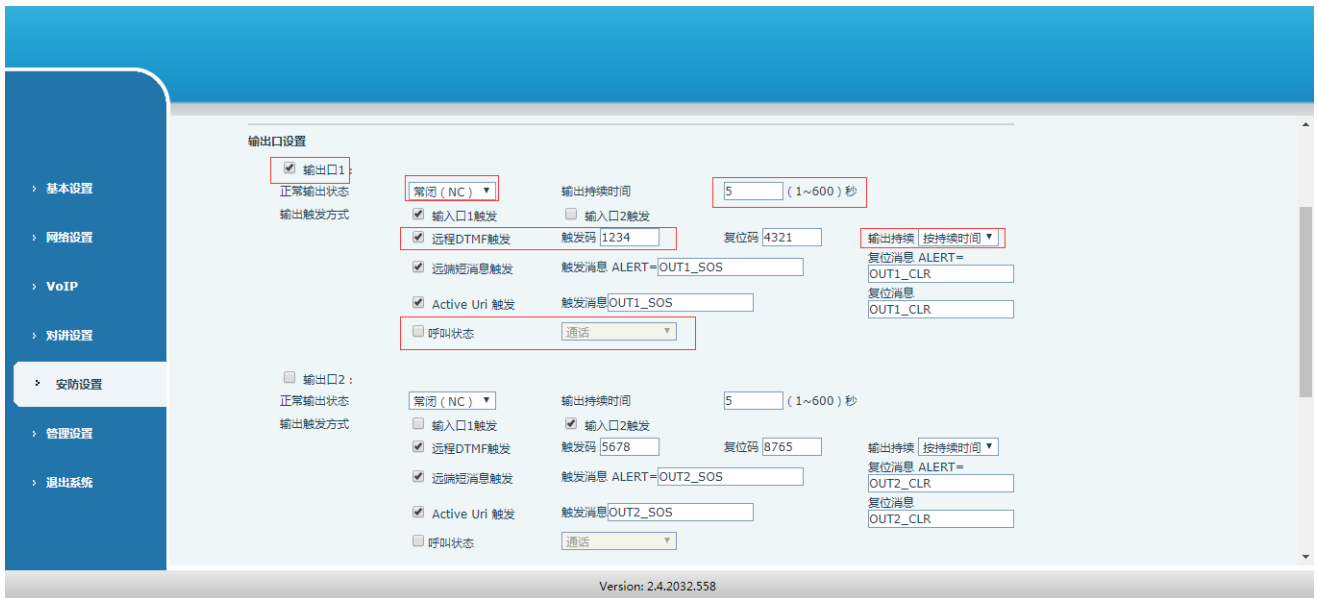 输出口设置
输出口1:
正常输出状态 常闭 ( NC ) 输出持续时间 5 ( 1~600 ) 秒
输出触发方式 输入口1触发 输入口2触发
远程DTMF触发 触发码 1234 复位码 4321 输出持续 按持续时间
远端短消息触发 触发消息 ALERT= OUT1_SOS 复位消息 ALERT=
OUT1_CLR
Active Uri 触发 触发消息 OUT1_SOS 复位消息
OUT1_CLR
呼叫状态 通话
输出口2:
正常输出状态 常闭 ( NC ) 输出持续时间 5 ( 1~600 ) 秒
输出触发方式 输入口1触发 输入口2触发
远程DTMF触发 触发码 5678 复位码 8765 输出持续 按持续时间
远端短消息触发 触发消息 ALERT= OUT2_SOS 复位消息 ALERT=
OUT2_CLR
Active Uri 触发 触发消息 OUT2_SOS 复位消息
OUT2_CLR
呼叫状态 通话
› 基本设置
› 网络设置
› VoIP
› 对讲设置
› 安防设置
› 管理设置
› 退出系统
Version: 2.4.2032.558